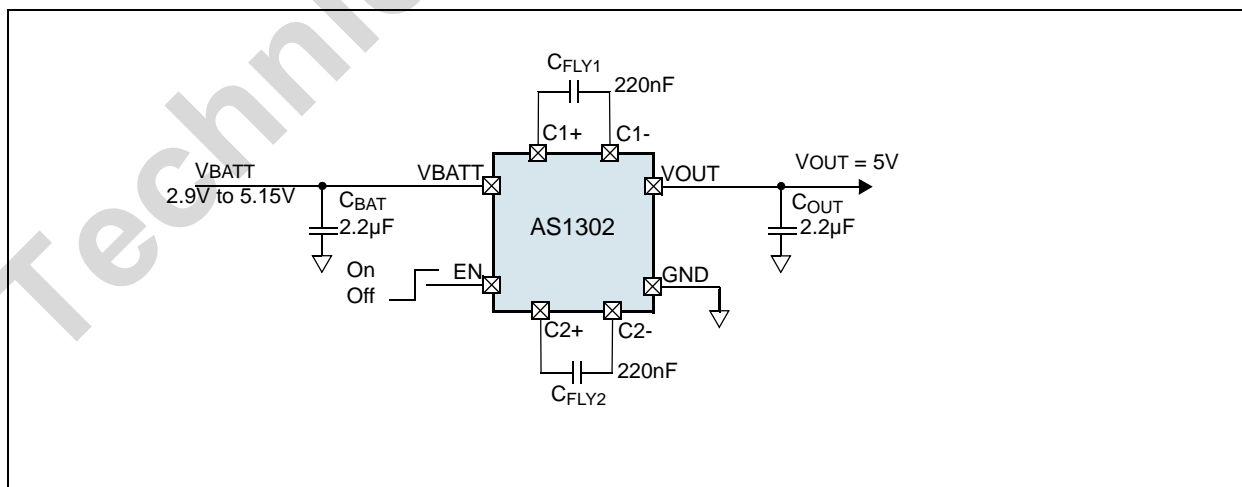 Techni
CFLY1
220nF
C1+ C1-
VBATT
2.9V to 5.15V
VBATT
VOUT
VOUT = 5V
CBAT
2.2µF
AS1302
COUT
2.2µF
On
Off
EN
GND
C2+ C2-
220nF
CFLY2